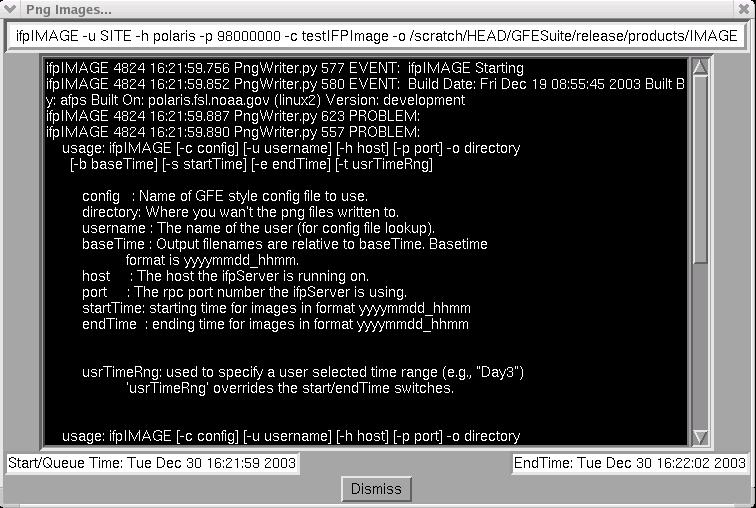 Png Images...
ifpIMAGE -u SITE -h polaris -p 98000000 -c testIFPImage -o /scratch/HEAD/GFESuite/release/products/IMAGE
ifpIMAGE 4824 16:21:59.756 PngWriter.py 577 EVENT:  ifpIMAGE Starting
ifpIMAGE 4824 16:21:59.852 PngWriter.py 580 EVENT:  Build Date: Fri Dec 19 08:55:45 2003 Built B
y: afps Built On: polaris.fsl.noaa.gov (linux2) Version: development
ifpIMAGE 4824 16:21:59.887 PngWriter.py 623 PROBLEM:
ifpIMAGE 4824 16:21:59.890 PngWriter.py 557 PROBLEM:
usage: ifpIMAGE [-c config] [-u username] [-h host] [-p port] -o directory
[-b baseTime] [-s startTime] [-e endTime] [-t usrTimeRng]
config   : Name of GFE style config file to use.
directory: Where you wan't the png files written to.
username : The name of the user (for config file lookup).
baseTime : Output filenames are relative to baseTime. Basetime
format is yyyymmdd_hhmm.
host     : The host the ifpServer is running on.
port     : The rpc port number the ifpServer is using.
startTime: starting time for images in format yyyymmdd_hhmm
endTime  : ending time for images in format yyyymmdd_hhmm
usrTimeRng: used to specify a user selected time range (e.g., "Day3")
'usrTimeRng' overrides the start/endTime switches.
usage: ifpIMAGE [-c config] [-u username] [-h host] [-p port] -o directory
Start/Queue Time: Tue Dec 30 16:21:59 2003
EndTime: Tue Dec 30 16:22:02 2003
Dismiss